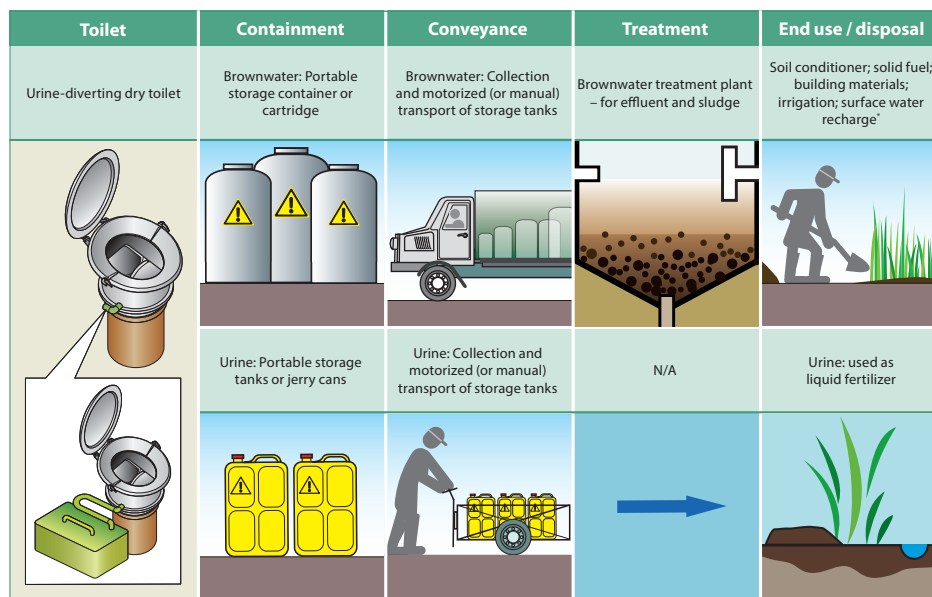 Toilet
Containment
Conveyance
Treatment
End use / disposal
Urine-diverting dry toilet
Brownwater: Portable
storage container or
cartridge
Brownwater: Collection
and motorized (or manual)
transport of storage tanks
Brownwater treatment plant
– for effluent and sludge
Soil conditioner; solid fuel;
building materials;
irrigation; surface water
recharge*
Urine: Portable storage
tanks or jerry cans
Urine: Collection and
motorized (or manual)
transport of storage tanks
N/A
Urine: used as
liquid fertilizer